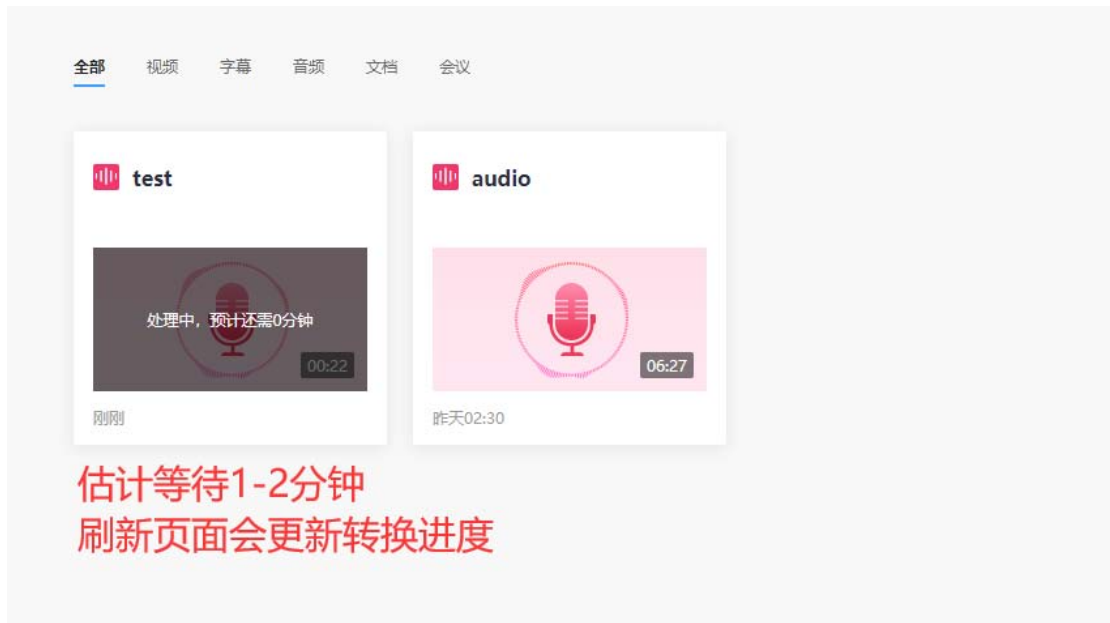 全部 视频 字幕 音频 文档 会议
test
audio
处理中，预计还需0分钟
00:22
06:27
刚刚
昨天02:30
估计等待1-2分钟
刷新页面会更新转换进度